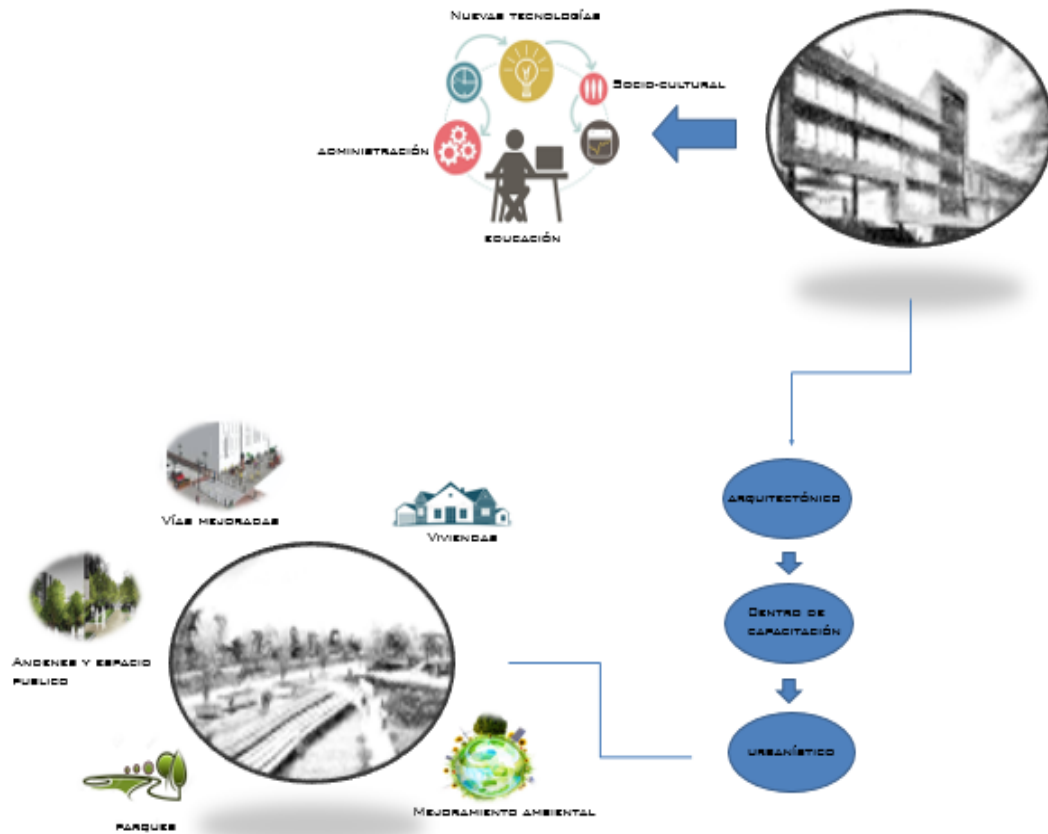 Nuevas tecnologías
Socio-cultural
administración
educación
arquitectónico
Centro de
capacitación
urbanístico
Vías mejoradas
Viviendas
Andenes y espacio
publico
parques
Mejoramiento ambiental